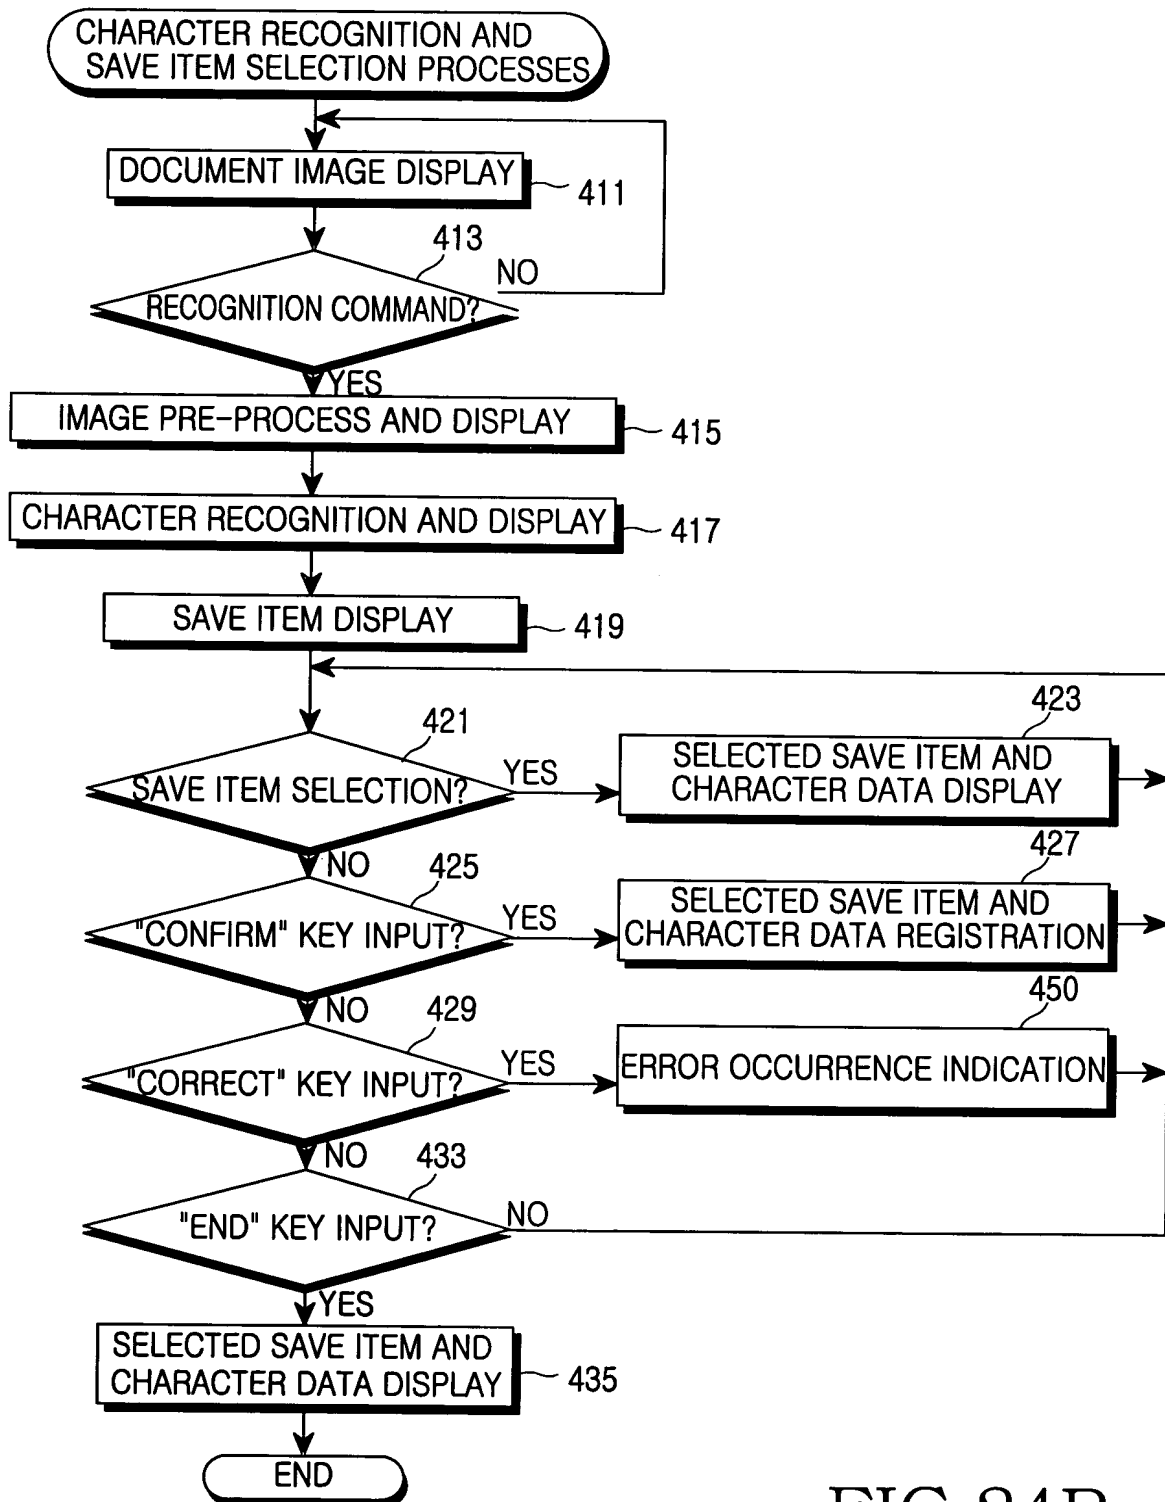 CHARACTER RECOGNITION AND
SAVE ITEM SELECTION PROCESSES
DOCUMENT IMAGE DISPLAY
411
413
NO
RECOGNITION COMMAND?
YES
IMAGE PRE-PROCESS AND DISPLAY
415
CHARACTER RECOGNITION AND DISPLAY
417
SAVE ITEM DISPLAY
419
421
SAVE ITEM SELECTION?
YES
423
SELECTED SAVE ITEM AND
CHARACTER DATA DISPLAY
NO
425
"CONFIRM" KEY INPUT?
YES
427
SELECTED SAVE ITEM AND
CHARACTER DATA REGISTRATION
NO
429
"CORRECT" KEY INPUT?
YES
450
ERROR OCCURRENCE INDICATION
NO
433
"END" KEY INPUT?
NO
YES
SELECTED SAVE ITEM AND
CHARACTER DATA DISPLAY
435
END
FIG.24B